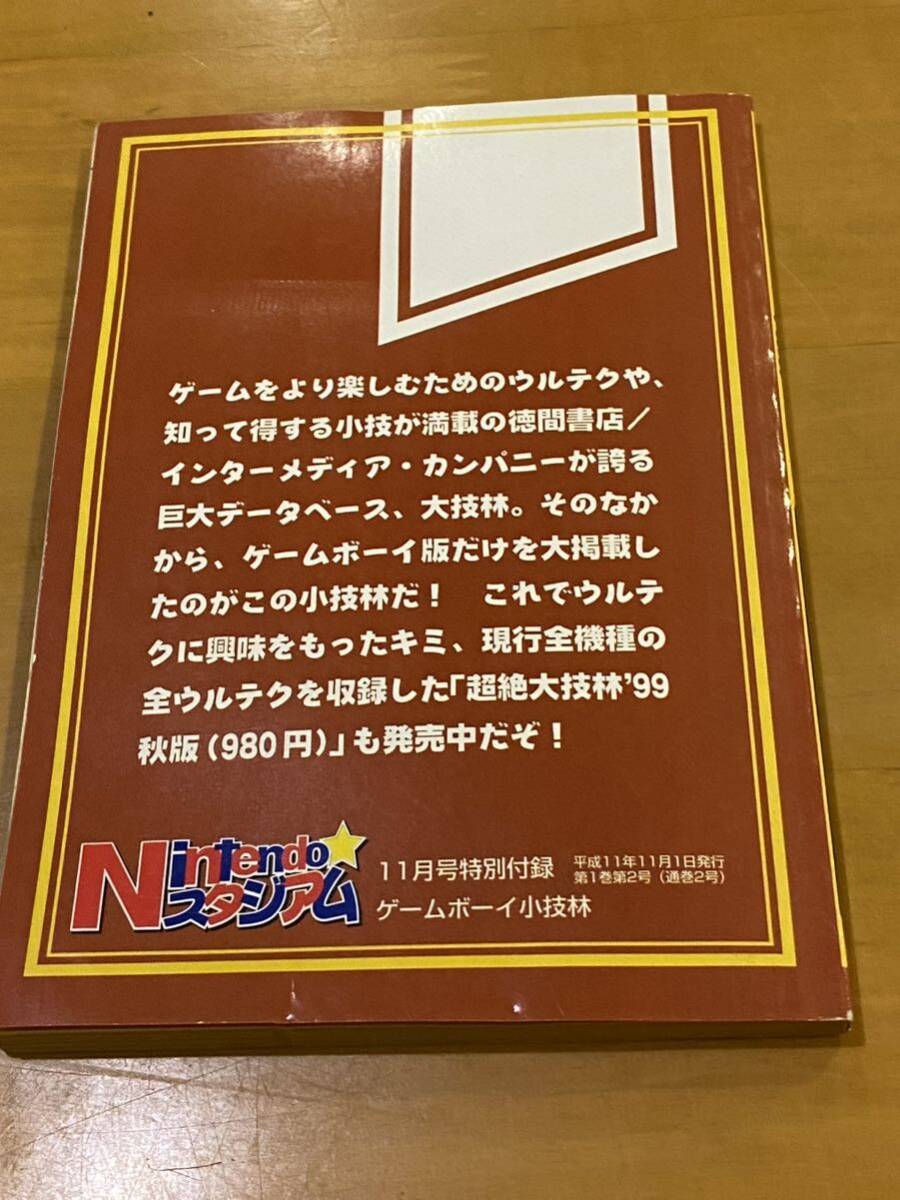 ゲームをより楽しむためのウルテクや、
知って得する小技が満載の徳間書店／
インターメディア・カンパニーが誇る
巨大データベース、大技林。そのなか
から、ゲームボーイ版だけを大掲載し
たのがこの小技林だ！　これでウルテ
クに興味をもったキミ、現行全機種の
全ウルテクを収録した「超絶大技林'99
秋版（980円）」も発売中だぞ！
Nintendo☆
スタジアム
11月号特別付録
平成11年11月1日発行
第1巻第2号（通巻2号）
ゲームボーイ小技林